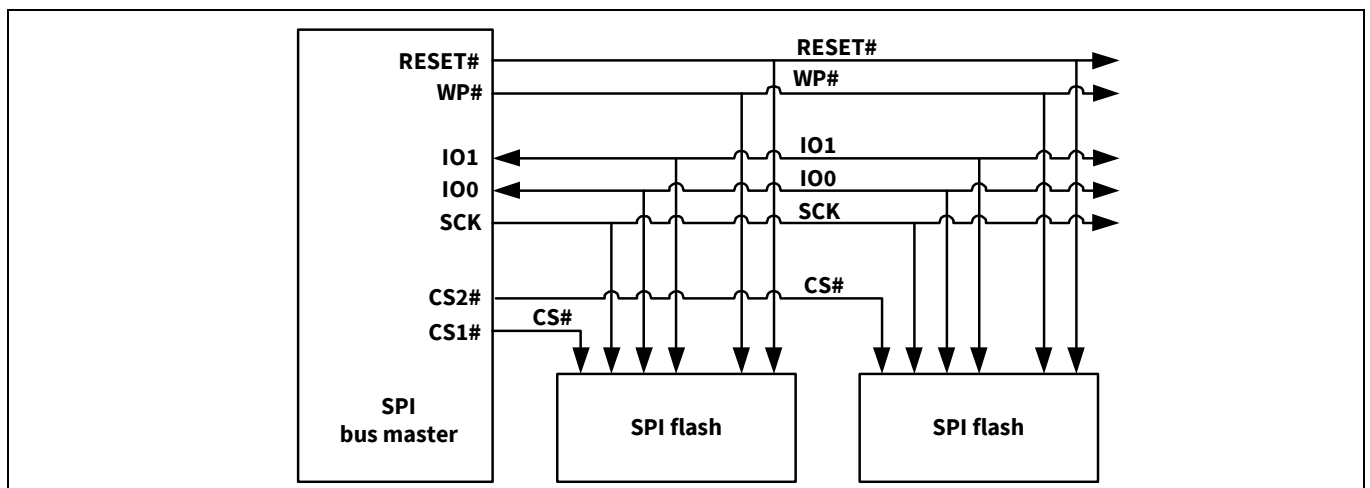 RESET#
RESET#
WP#
WP#
IO1
IO1
IO0
IO0
SCK
SCK
CS2#
CS#
CS1#
CS#
SPI
bus master
SPI flash
SPI flash